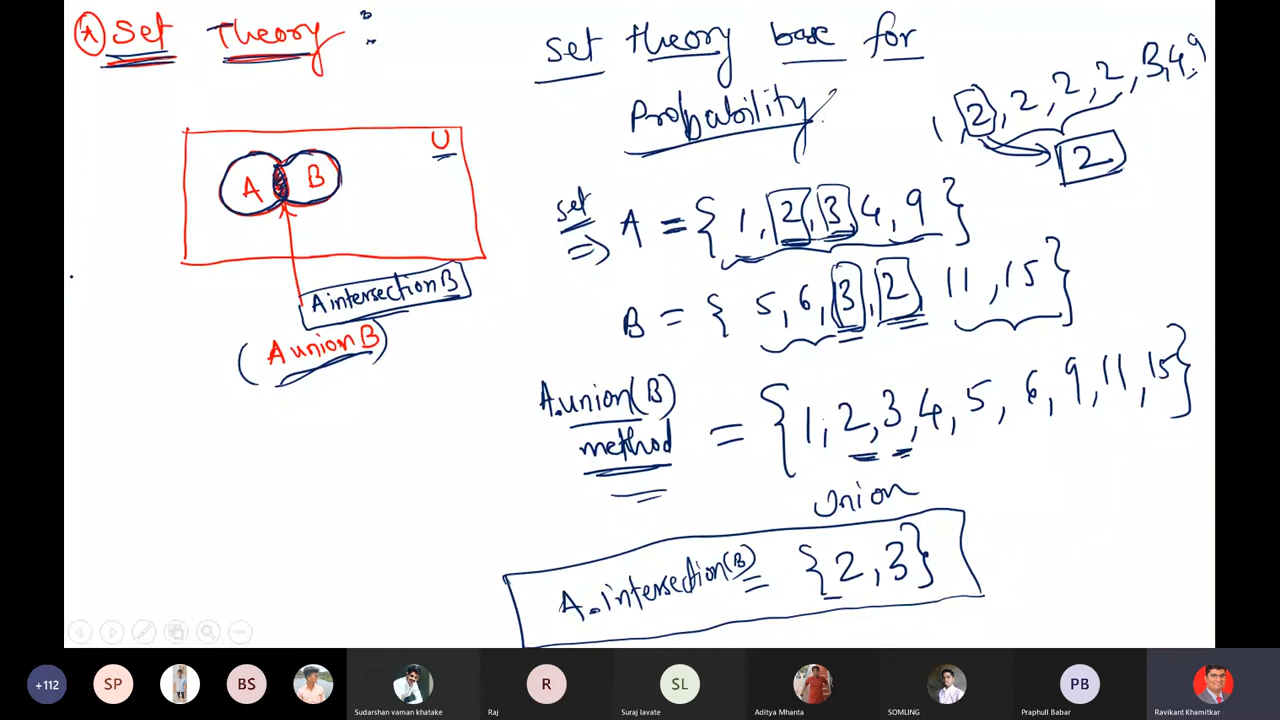 * Set Theory :
Set theory base for
Probability
1, 2, 2, 2, 2, 3, 4, 9
2
U
A B
A intersection B
(A union B)
set
=> A = { 1, 2, 3, 4, 9 }
B = { 5, 6, 3, 2 11, 15 }
A.union(B)
method
= { 1, 2, 3, 4, 5, 6, 9, 11, 15 }
Union
A.intersection(B) { 2, 3 }
+112
SP
BS
R
SL
PB
Sudarshan vaman khatake
Raj
Suraj lavate
Aditya Mhanta
SOMLING
Praphull Babar
Ravikant Khamitkar